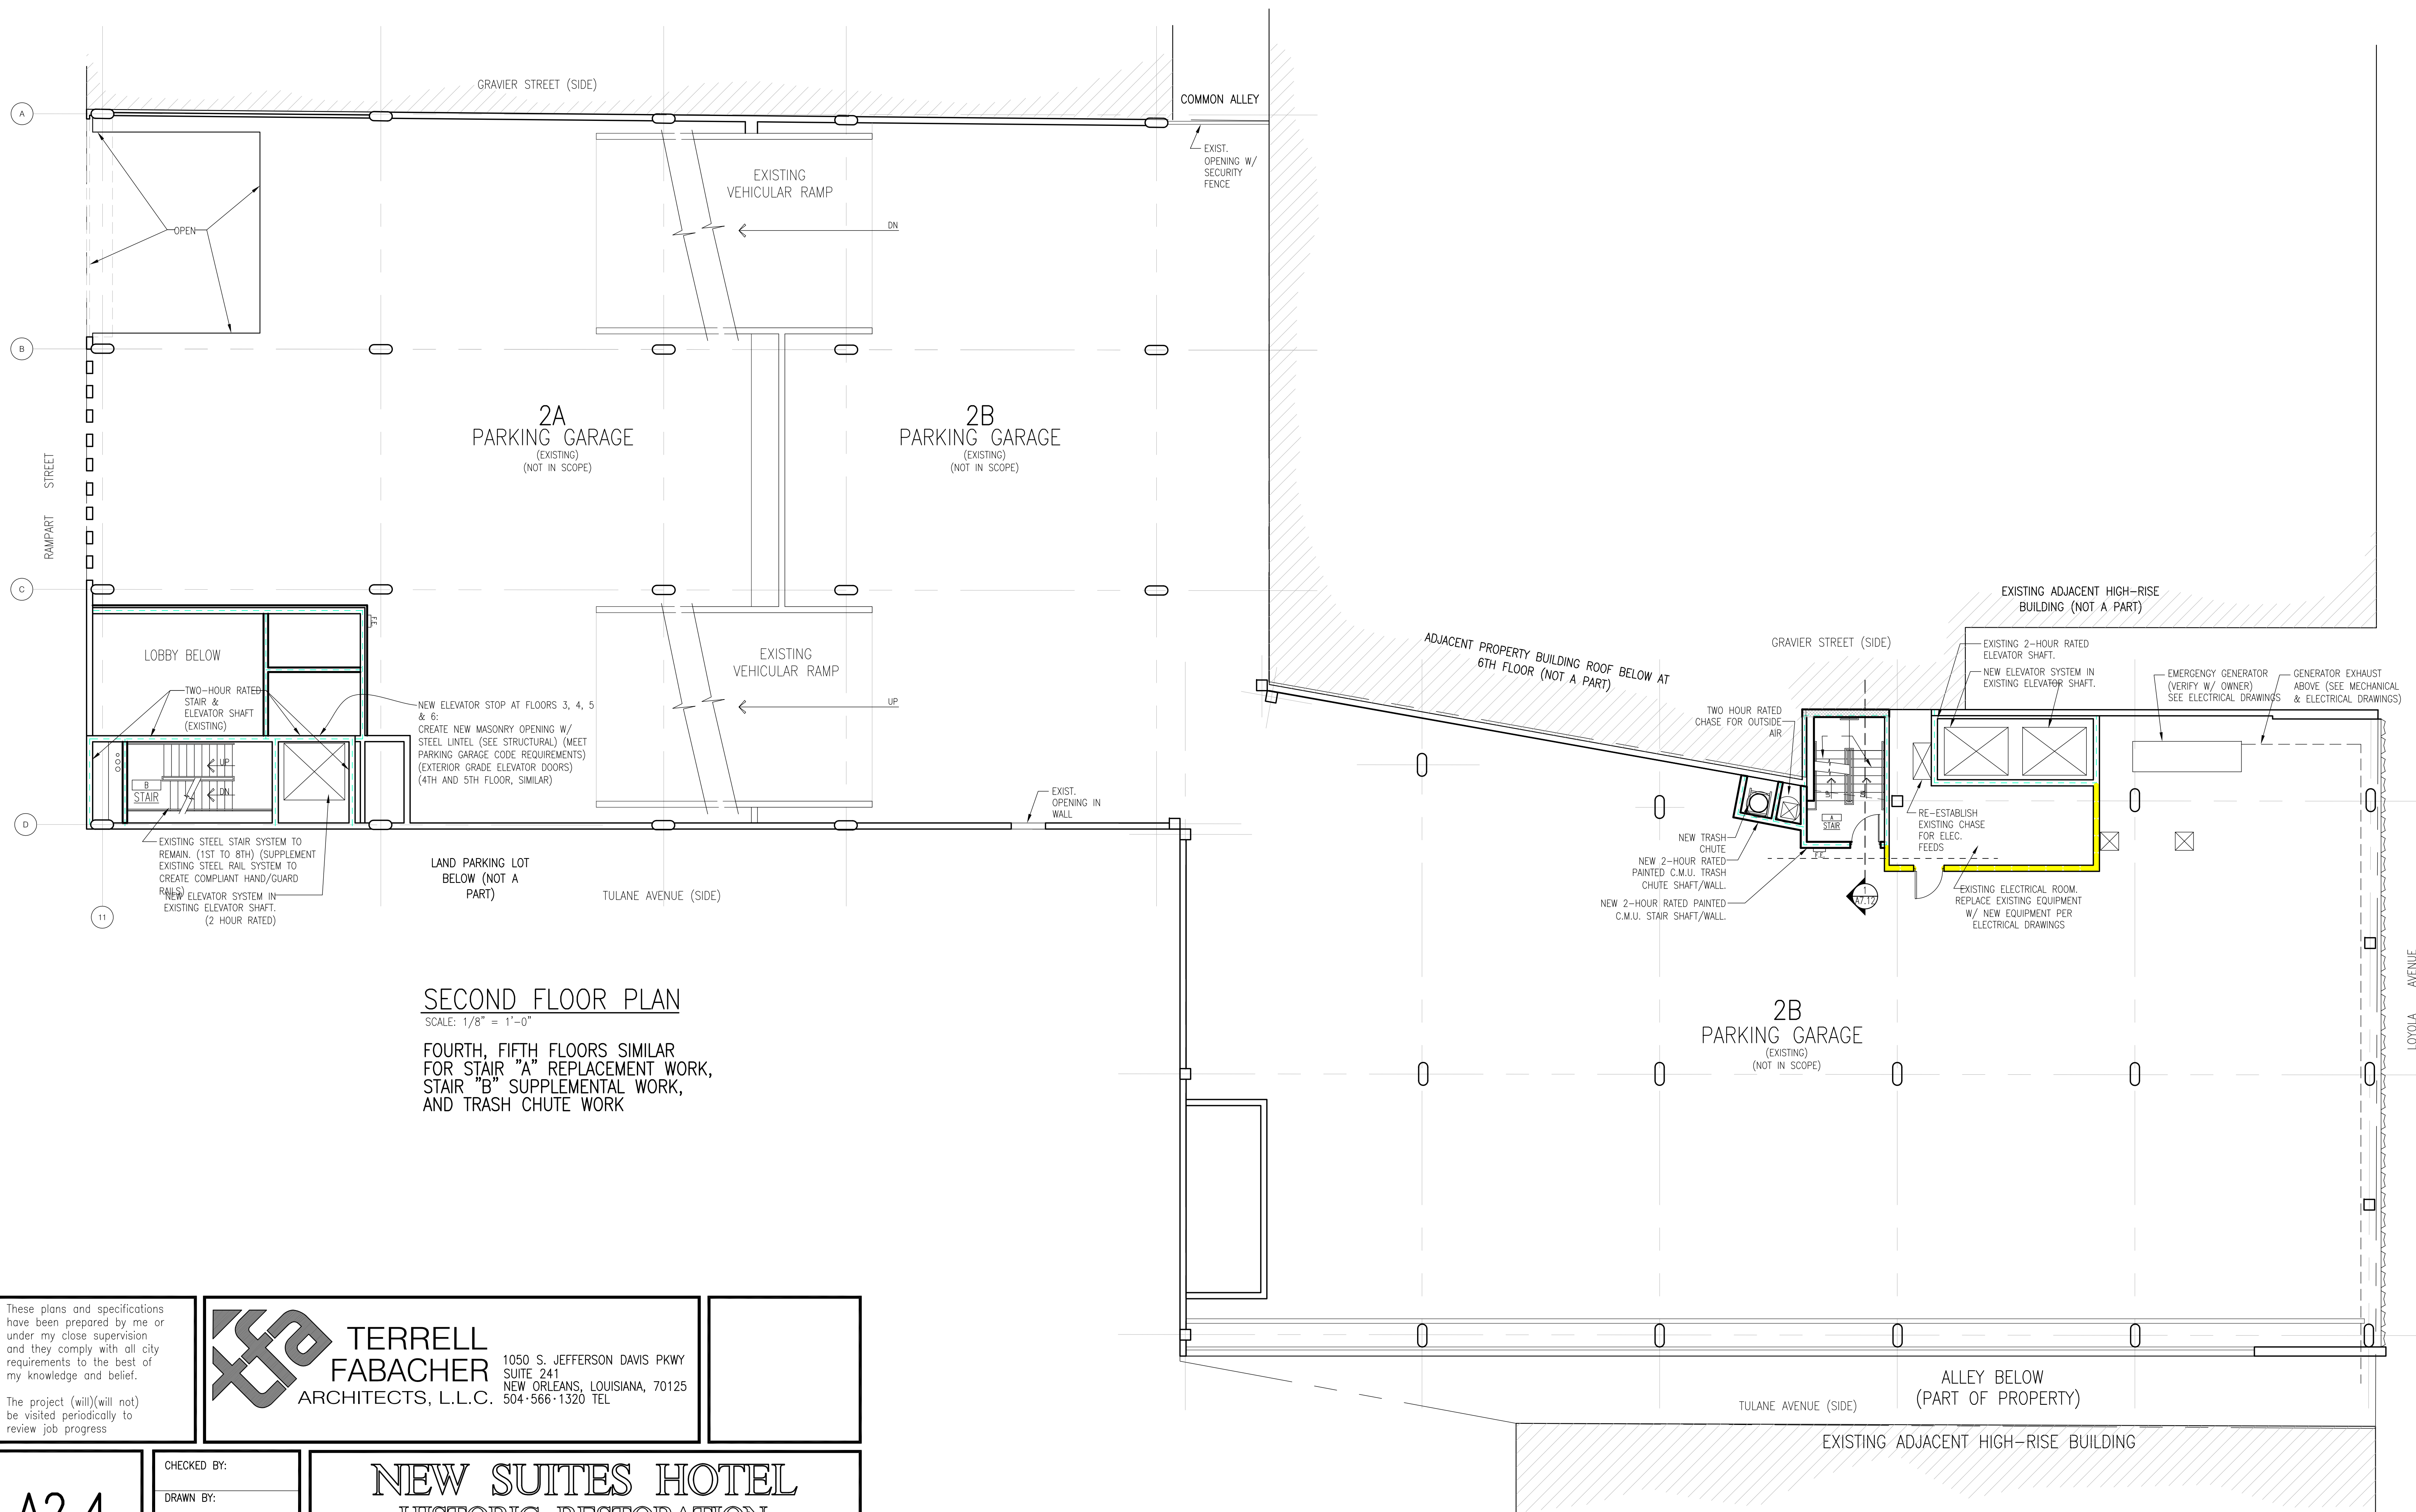 GRAVIER STREET (SIDE)
COMMON ALLEY
A
EXIST.
OPENING W/
SECURITY
FENCE
EXISTING
VEHICULAR RAMP
OPEN
DN
B
2A
PARKING GARAGE
(EXISTING)
(NOT IN SCOPE)
2B
PARKING GARAGE
(EXISTING)
(NOT IN SCOPE)
RAMPART STREET
C
F.E.
LOBBY BELOW
EXISTING
VEHICULAR RAMP
UP
TWO-HOUR RATED
STAIR &
ELEVATOR SHAFT
(EXISTING)
NEW ELEVATOR STOP AT FLOORS 3, 4, 5
& 6:
CREATE NEW MASONRY OPENING W/
STEEL LINTEL (SEE STRUCTURAL) (MEET
PARKING GARAGE CODE REQUIREMENTS)
(EXTERIOR GRADE ELEVATOR DOORS)
(4TH AND 5TH FLOOR, SIMILAR)
UP
DN
B
STAIR
D
EXIST.
OPENING IN
WALL
EXISTING STEEL STAIR SYSTEM TO
REMAIN. (1ST TO 8TH) (SUPPLEMENT
EXISTING STEEL RAIL SYSTEM TO
CREATE COMPLIANT HAND/GUARD
RAILS)
NEW ELEVATOR SYSTEM IN
EXISTING ELEVATOR SHAFT.
(2 HOUR RATED)
11
LAND PARKING LOT
BELOW (NOT A
PART)
TULANE AVENUE (SIDE)
ADJACENT PROPERTY BUILDING ROOF BELOW AT
6TH FLOOR (NOT A PART)
EXISTING ADJACENT HIGH-RISE
BUILDING (NOT A PART)
GRAVIER STREET (SIDE)
EXISTING 2-HOUR RATED
ELEVATOR SHAFT.
NEW ELEVATOR SYSTEM IN
EXISTING ELEVATOR SHAFT.
EMERGENCY GENERATOR
(VERIFY W/ OWNER)
SEE ELECTRICAL DRAWINGS
GENERATOR EXHAUST
ABOVE (SEE MECHANICAL
& ELECTRICAL DRAWINGS)
TWO HOUR RATED
CHASE FOR OUTSIDE
AIR
A
STAIR
RE-ESTABLISH
EXISTING CHASE
FOR ELEC.
FEEDS
NEW TRASH
CHUTE
NEW 2-HOUR RATED
PAINTED C.M.U. TRASH
CHUTE SHAFT/WALL.
NEW 2-HOUR RATED PAINTED
C.M.U. STAIR SHAFT/WALL.
1
A7.12
EXISTING ELECTRICAL ROOM.
REPLACE EXISTING EQUIPMENT
W/ NEW EQUIPMENT PER
ELECTRICAL DRAWINGS
LOYOLA AVENUE
2B
PARKING GARAGE
(EXISTING)
(NOT IN SCOPE)
SECOND FLOOR PLAN
SCALE: 1/8" = 1'-0"
FOURTH, FIFTH FLOORS SIMILAR
FOR STAIR "A" REPLACEMENT WORK,
STAIR "B" SUPPLEMENTAL WORK,
AND TRASH CHUTE WORK
ALLEY BELOW
(PART OF PROPERTY)
TULANE AVENUE (SIDE)
EXISTING ADJACENT HIGH-RISE BUILDING
These plans and specifications
have been prepared by me or
under my close supervision
and they comply with all city
requirements to the best of
my knowledge and belief.
The project (will)(will not)
be visited periodically to
review job progress
tfa
TERRELL
FABACHER
ARCHITECTS, L.L.C.
1050 S. JEFFERSON DAVIS PKWY
SUITE 241
NEW ORLEANS, LOUISIANA, 70125
504·566·1320 TEL
CHECKED BY:
DRAWN BY:
A2.4
NEW SUITES HOTEL
HISTORIC RESTORATION